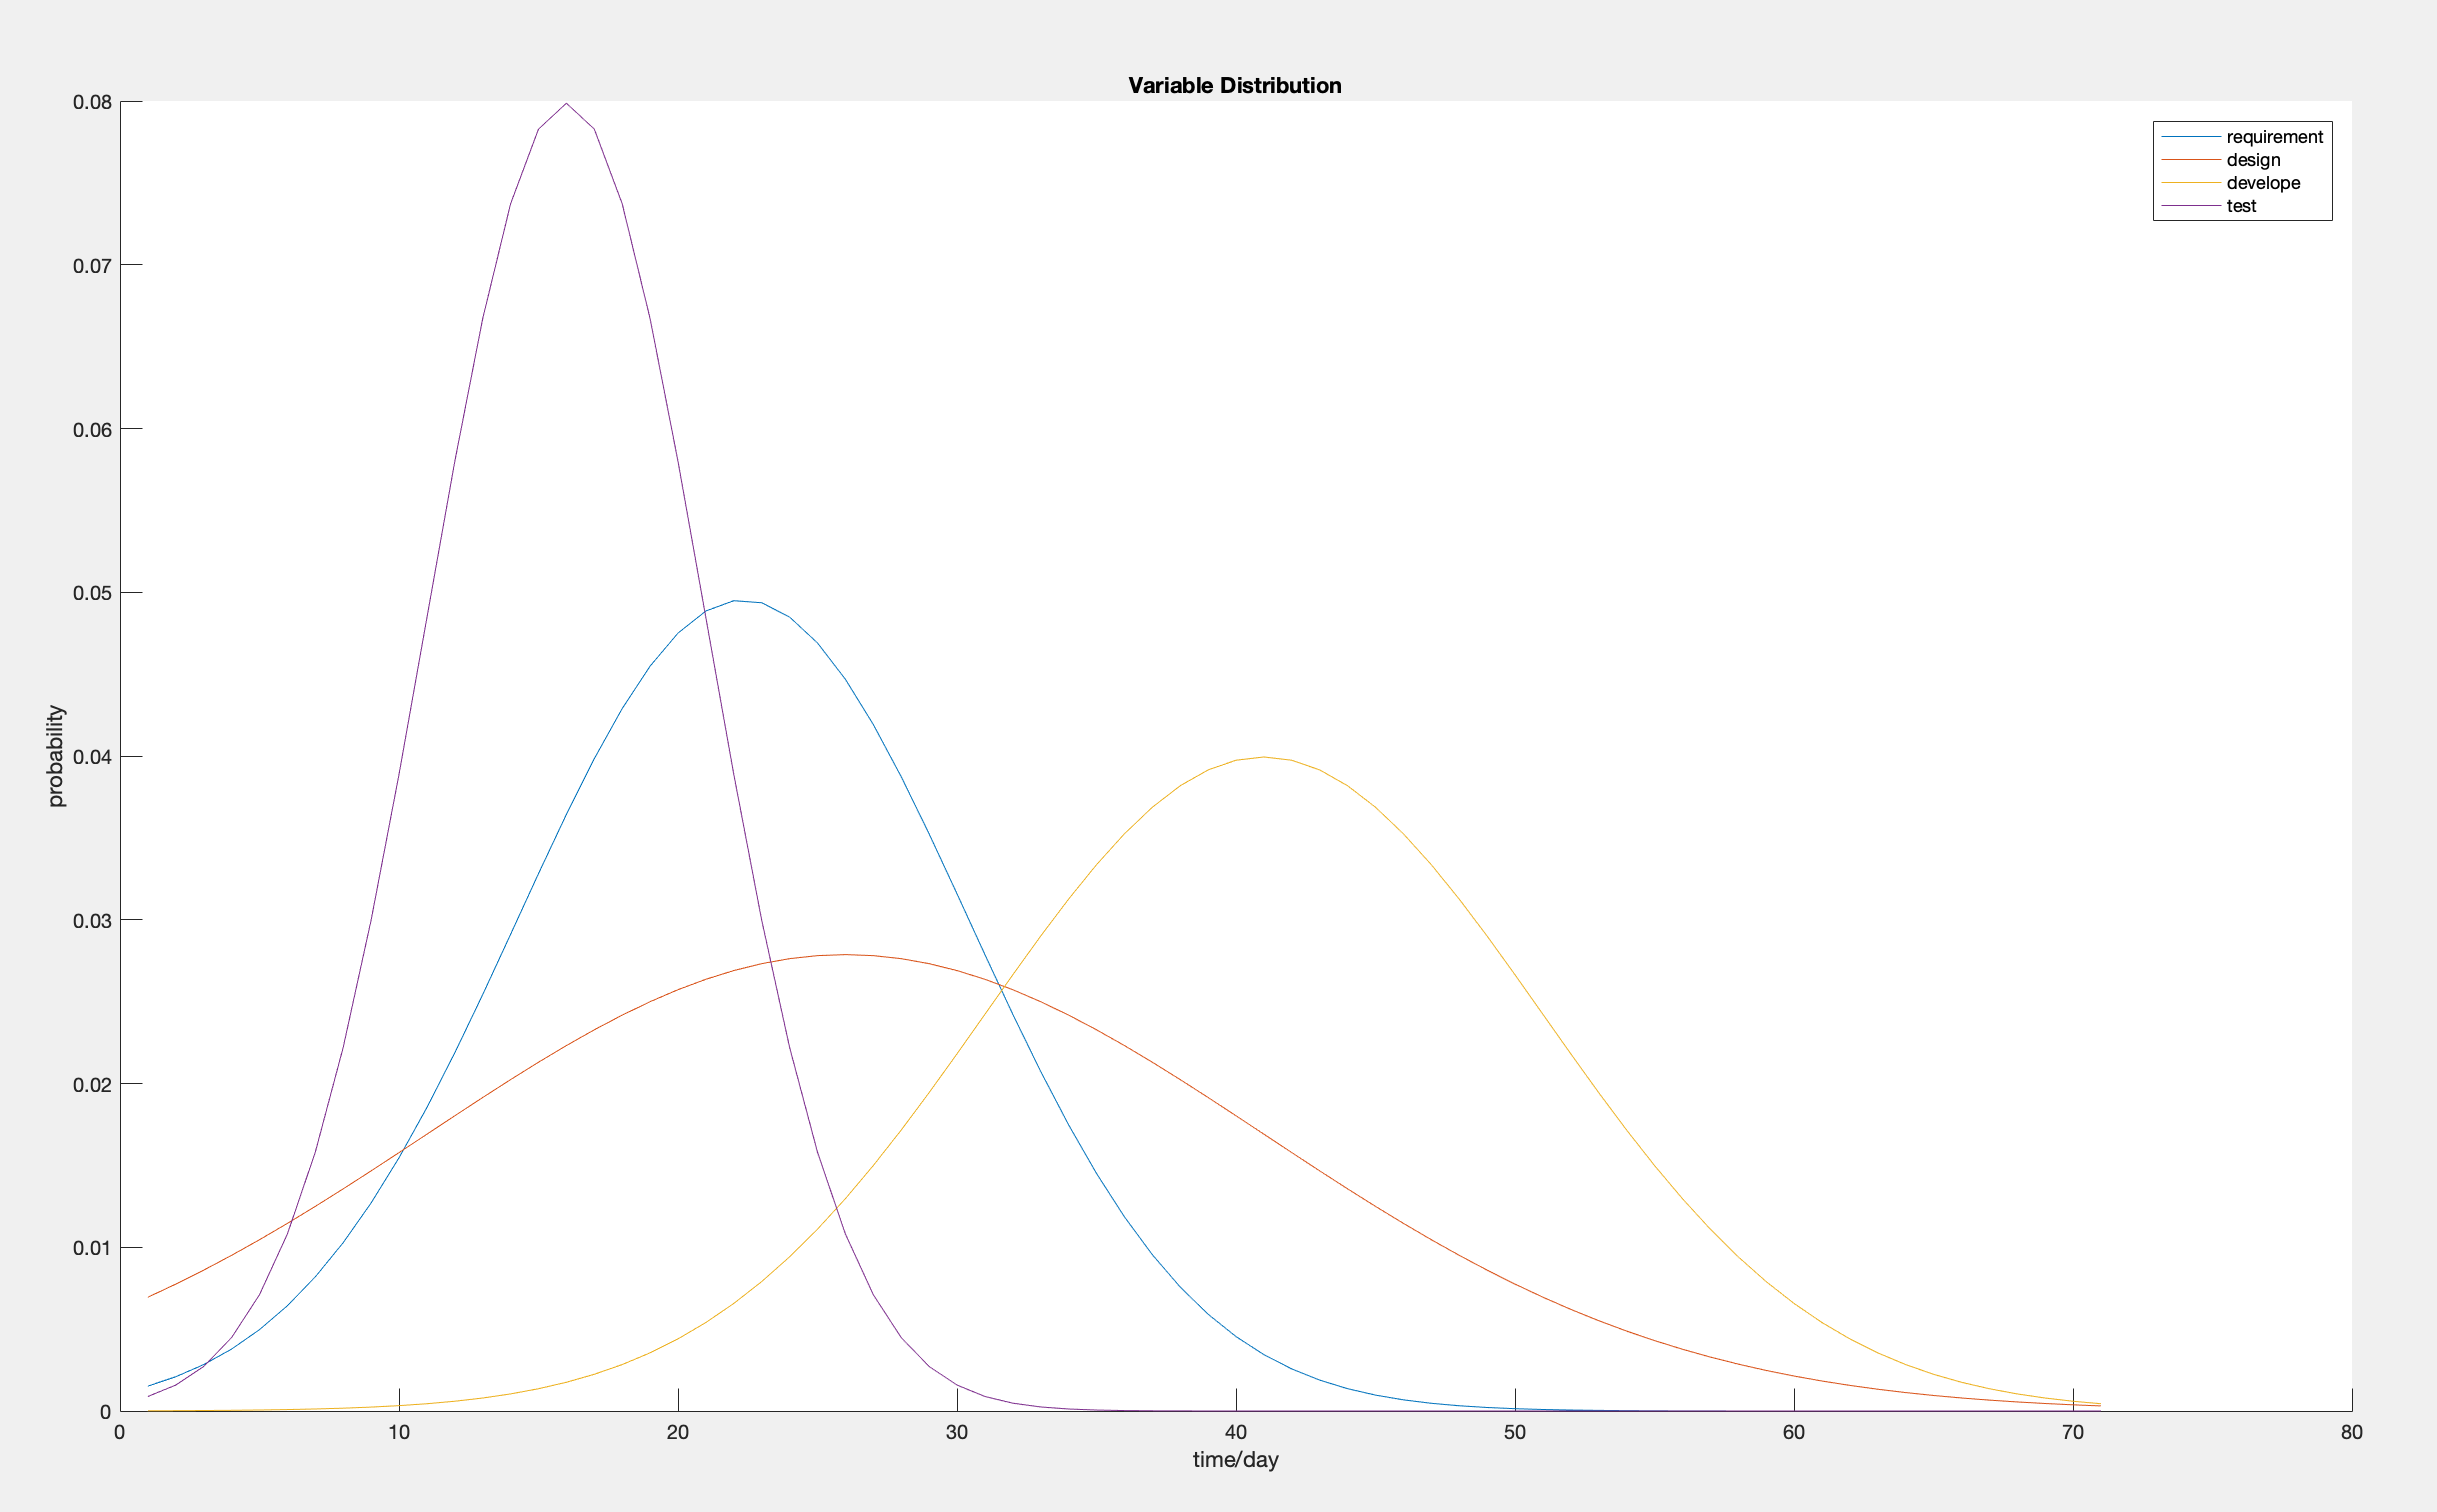 Variable Distribution
0.08
0.07
0.06
0.05
0.04
0.03
0.02
0.01
0
probability
requirement
design
develope
test
0 10 20 30 40 50 60 70 80
time/day